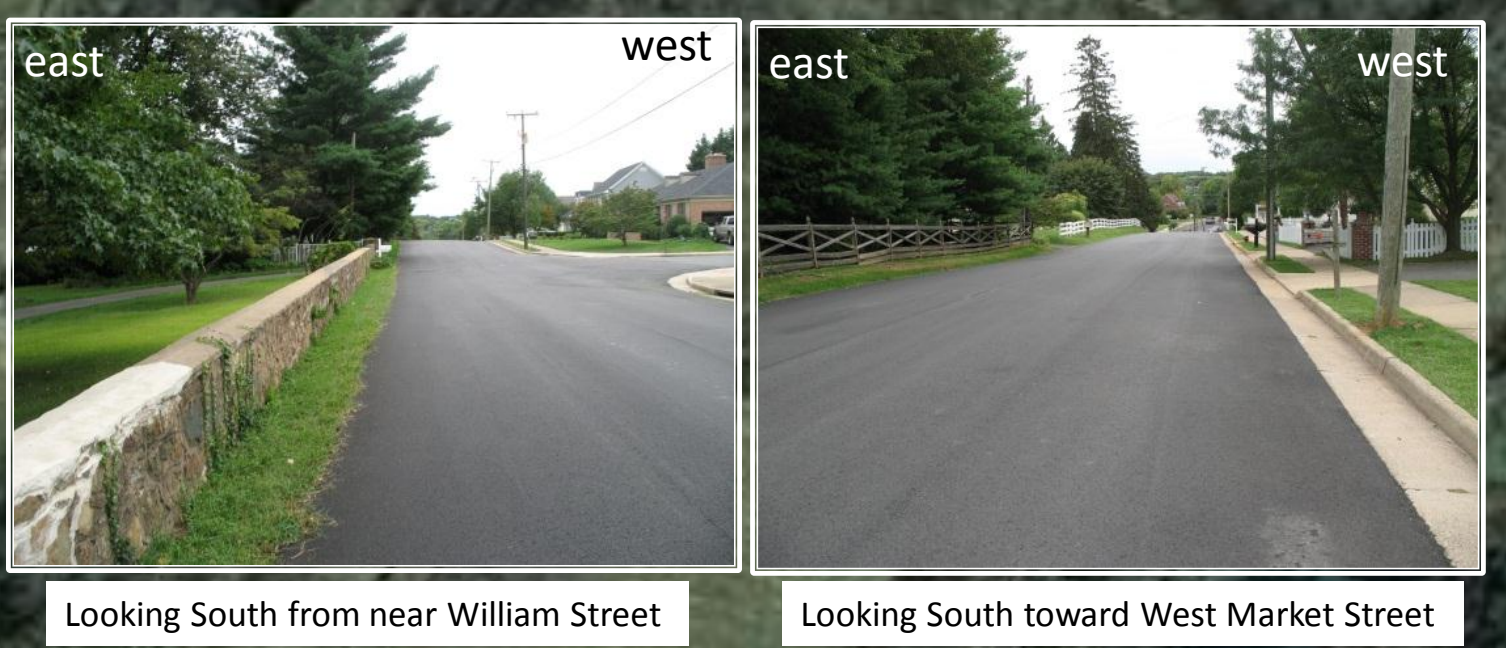 east
west
east
west
Looking South from near William Street
Looking South toward West Market Street